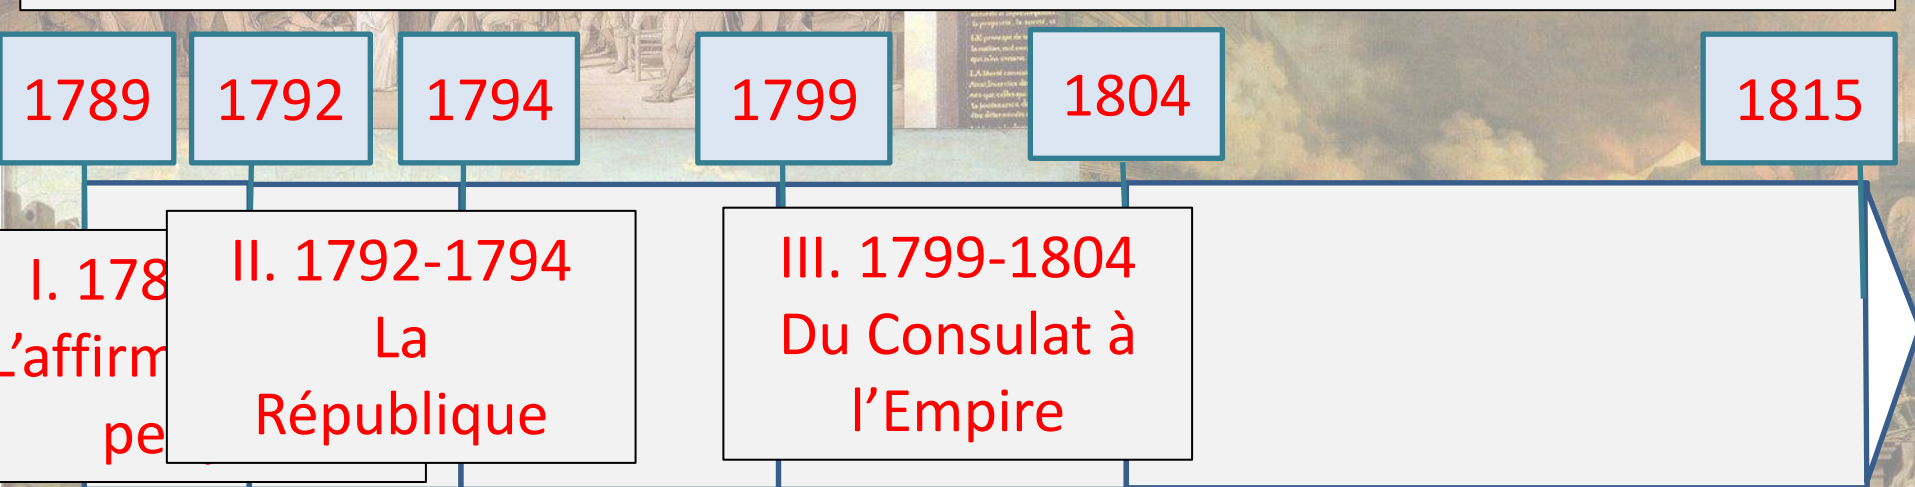 1789
1792
1794
1799
1804
1815
I. 178
L'affirm
pe
II. 1792-1794
La
République
III. 1799-1804
Du Consulat à
l'Empire